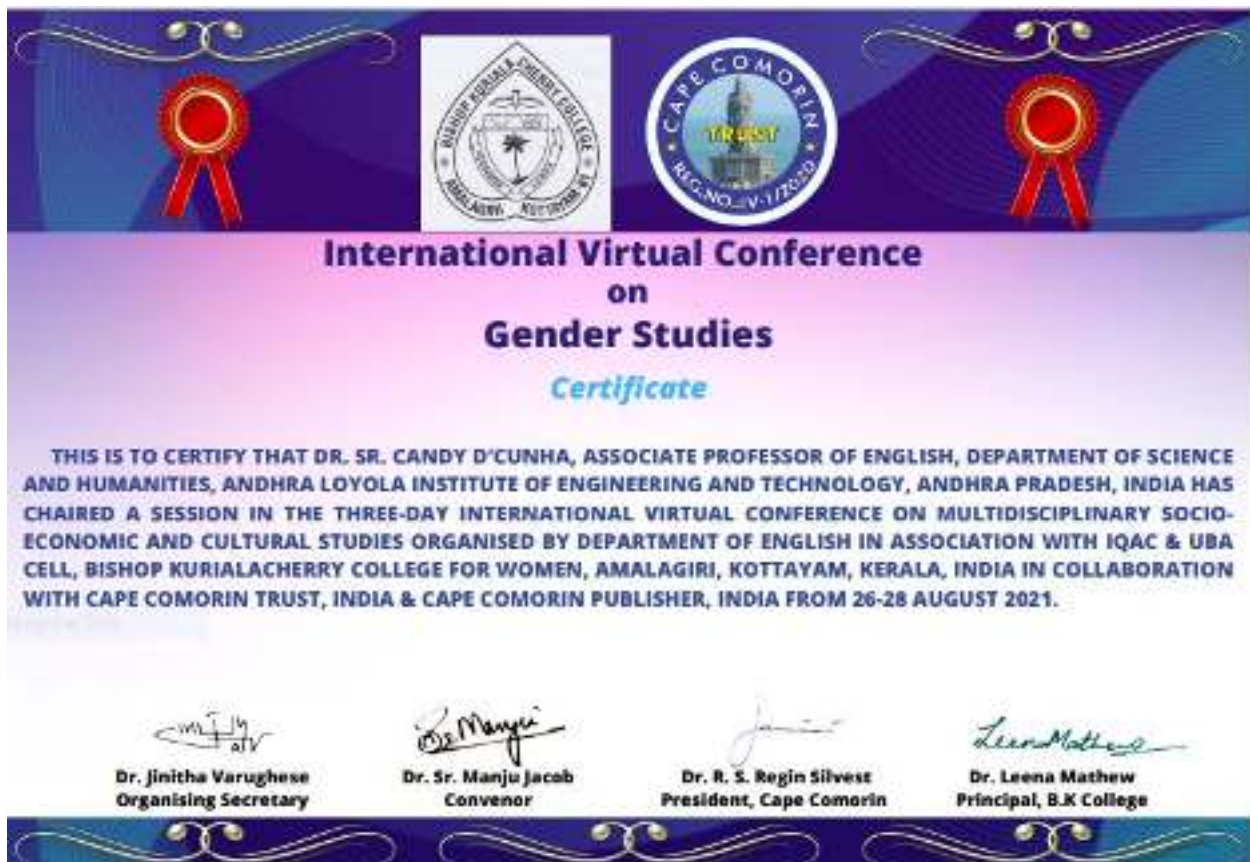 BISHOP KURIALACHERRY COLLEGE
AMALAGIRI KOTTAYAM
CAPE COMORIN
TRUST
REG.NO.
International Virtual Conference
on
Gender Studies
Certificate
THIS IS TO CERTIFY THAT DR. SR. CANDY D'CUNHA, ASSOCIATE PROFESSOR OF ENGLISH, DEPARTMENT OF SCIENCE
AND HUMANITIES, ANDHRA LOYOLA INSTITUTE OF ENGINEERING AND TECHNOLOGY, ANDHRA PRADESH, INDIA HAS
CHAIRED A SESSION IN THE THREE-DAY INTERNATIONAL VIRTUAL CONFERENCE ON MULTIDISCIPLINARY SOCIO-
ECONOMIC AND CULTURAL STUDIES ORGANISED BY DEPARTMENT OF ENGLISH IN ASSOCIATION WITH IQAC & UBA
CELL, BISHOP KURIALACHERRY COLLEGE FOR WOMEN, AMALAGIRI, KOTTAYAM, KERALA, INDIA IN COLLABORATION
WITH CAPE COMORIN TRUST, INDIA & CAPE COMORIN PUBLISHER, INDIA FROM 26-28 AUGUST 2021.
Sr Manju
Leena Mathew
Dr. Jinitha Varughese
Organising Secretary
Dr. Sr. Manju Jacob
Convenor
Dr. R. S. Regin Silvest
President, Cape Comorin
Dr. Leena Mathew
Principal, B.K College